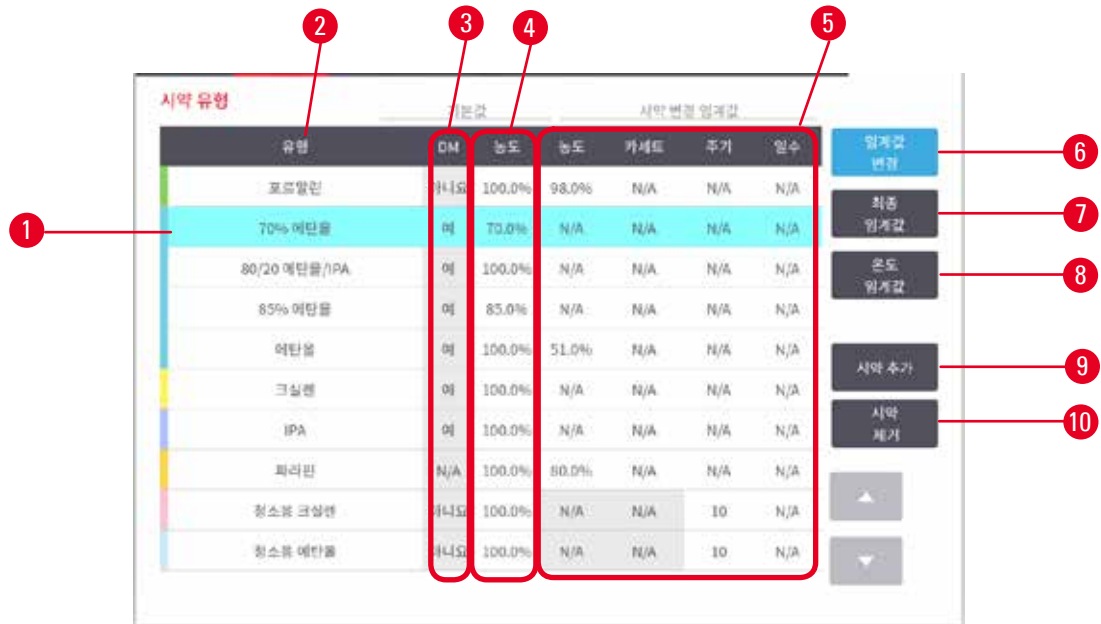 2
3
4
5
시약 유형
기본값 시약 변경 임계값
유형 DM 농도 농도 카세트 주기 일수
포르말린 아니요 100.0% 98.0% N/A N/A N/A
70% 에탄올 예 70.0% N/A N/A N/A N/A
80/20 에탄올/IPA 예 100.0% N/A N/A N/A N/A
85% 에탄올 예 85.0% N/A N/A N/A N/A
에탄올 예 100.0% 51.0% N/A N/A N/A
크실렌 예 100.0% N/A N/A N/A N/A
IPA 예 100.0% N/A N/A N/A N/A
파라핀 N/A 100.0% 80.0% N/A N/A N/A
청소용 크실렌 아니요 100.0% N/A N/A 10 N/A
청소용 에탄올 아니요 100.0% N/A N/A 10 N/A
임계값
변경
최종
임계값
온도
임계값
시약 추가
시약
제거
1
6
7
8
9
10